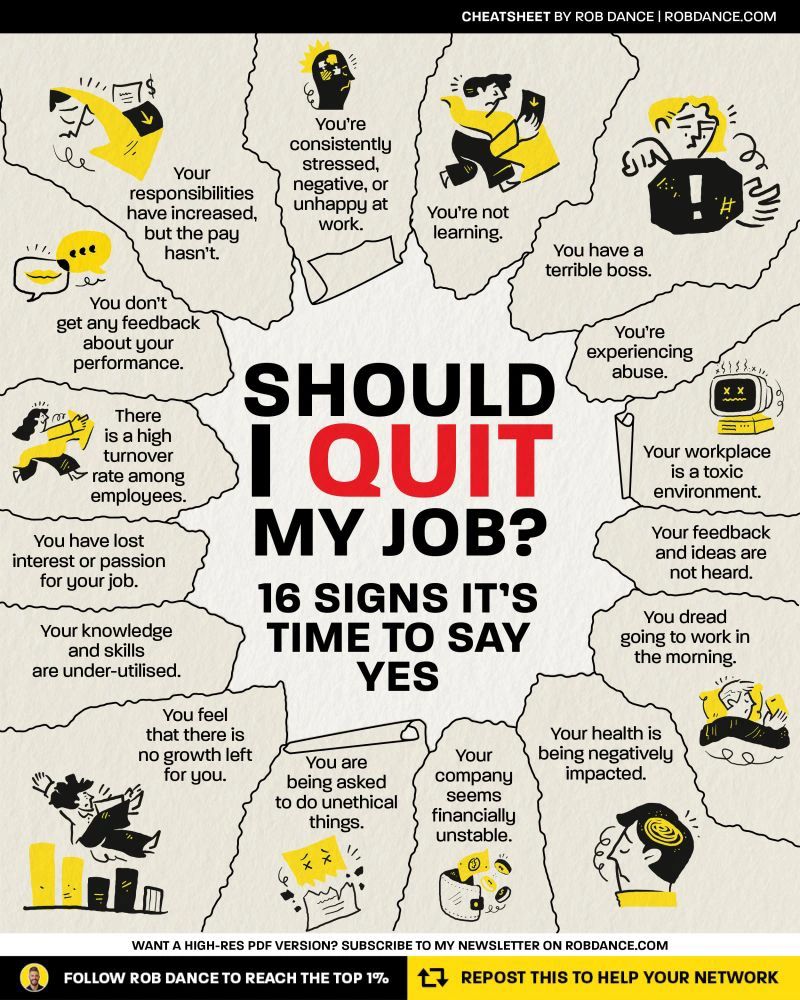 CHEATSHEET BY ROB DANCE | ROBDANCE.COM
$
Your
responsibilities
have increased,
but the pay
hasn't.
You're
consistently
stressed,
negative, or
unhappy at
work.
You're not
learning.
!
#
You have a
terrible boss.
You don't
get any feedback
about your
performance.
You're
experiencing
abuse.
There
is a high
turnover
rate among
employees.
Your workplace
is a toxic
environment.
SHOULD
I QUIT
MY JOB?
16 SIGNS IT'S
TIME TO SAY
YES
You have lost
interest or passion
for your job.
Your feedback
and ideas are
not heard.
Your knowledge
and skills
are under-utilised.
You dread
going to work in
the morning.
You feel
that there is
no growth left
for you.
You are
being asked
to do unethical
things.
Your
company
seems
financially
unstable.
Your health is
being negatively
impacted.
WANT A HIGH-RES PDF VERSION? SUBSCRIBE TO MY NEWSLETTER ON ROBDANCE.COM
FOLLOW ROB DANCE TO REACH THE TOP 1%
REPOST THIS TO HELP YOUR NETWORK